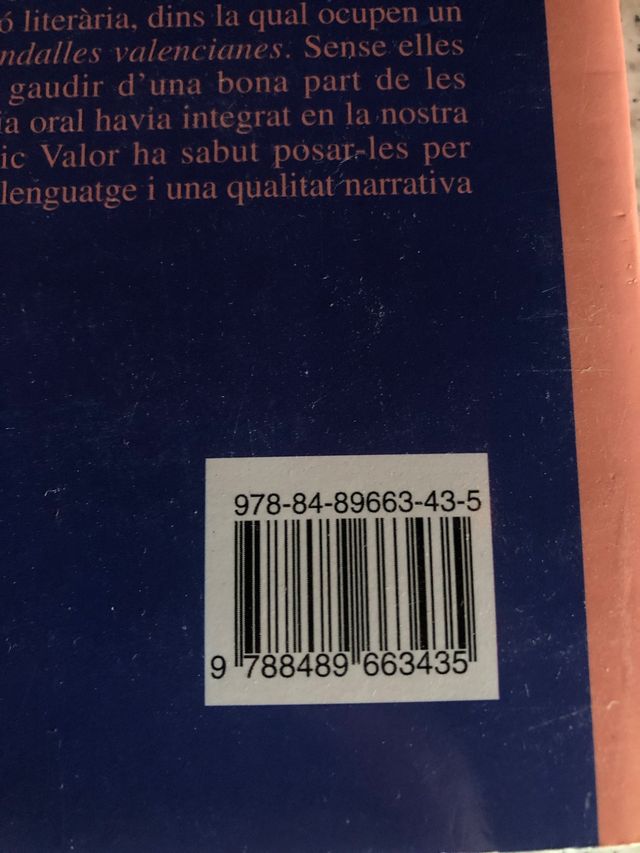 ó literària, dins la qual ocupen un
ndalles valencianes. Sense elles
gaudir d'una bona part de les
ia oral havia integrat en la nostra
ic Valor ha sabut posar-les per
lenguatge i una qualitat narrativa
978-84-89663-43-5
9 788489 663435